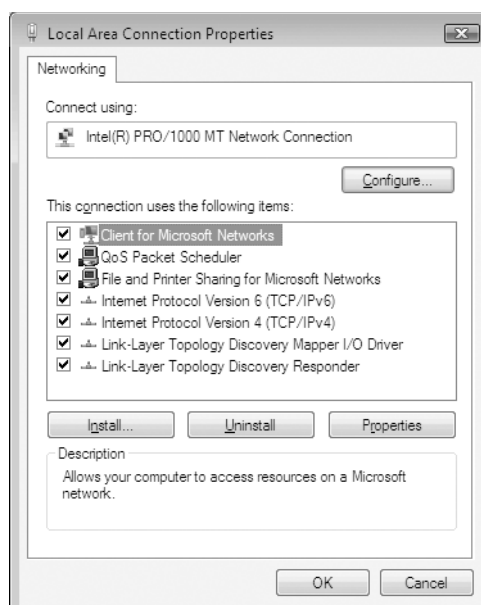 Local Area Connection Properties
Networking
Connect using:
Intel(R) PRO/1000 MT Network Connection
Configure...
This connection uses the following items:
Client for Microsoft Networks
QoS Packet Scheduler
File and Printer Sharing for Microsoft Networks
Internet Protocol Version 6 (TCP/IPv6)
Internet Protocol Version 4 (TCP/IPv4)
Link-Layer Topology Discovery Mapper I/O Driver
Link-Layer Topology Discovery Responder
Install... Uninstall Properties
Description
Allows your computer to access resources on a Microsoft
network.
OK Cancel